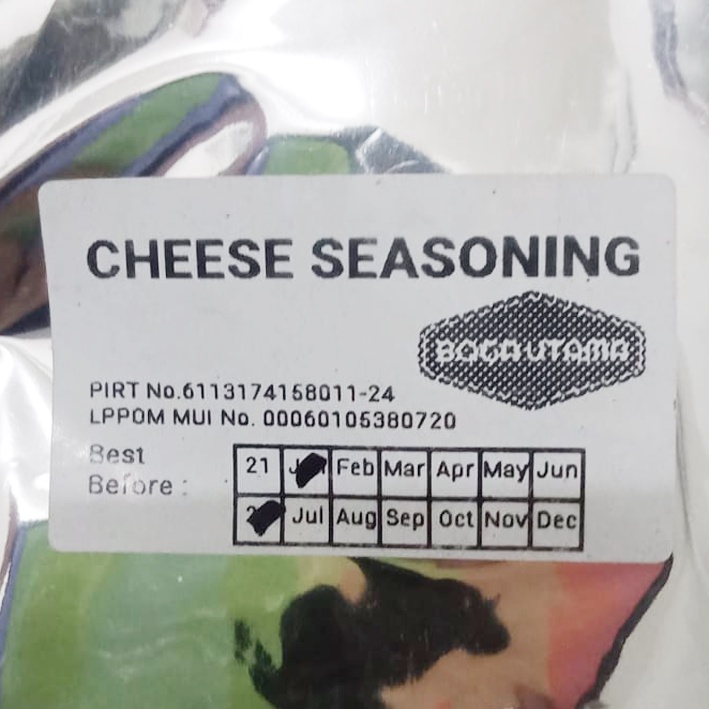 CHEESE SEASONING
BOGA UTAMA
PIRT No.6113174158011-24
LPPOM MUI No. 00060105380720
Best
Before :
21 Feb Mar Apr May Jun
Jul Aug Sep Oct Nov Dec